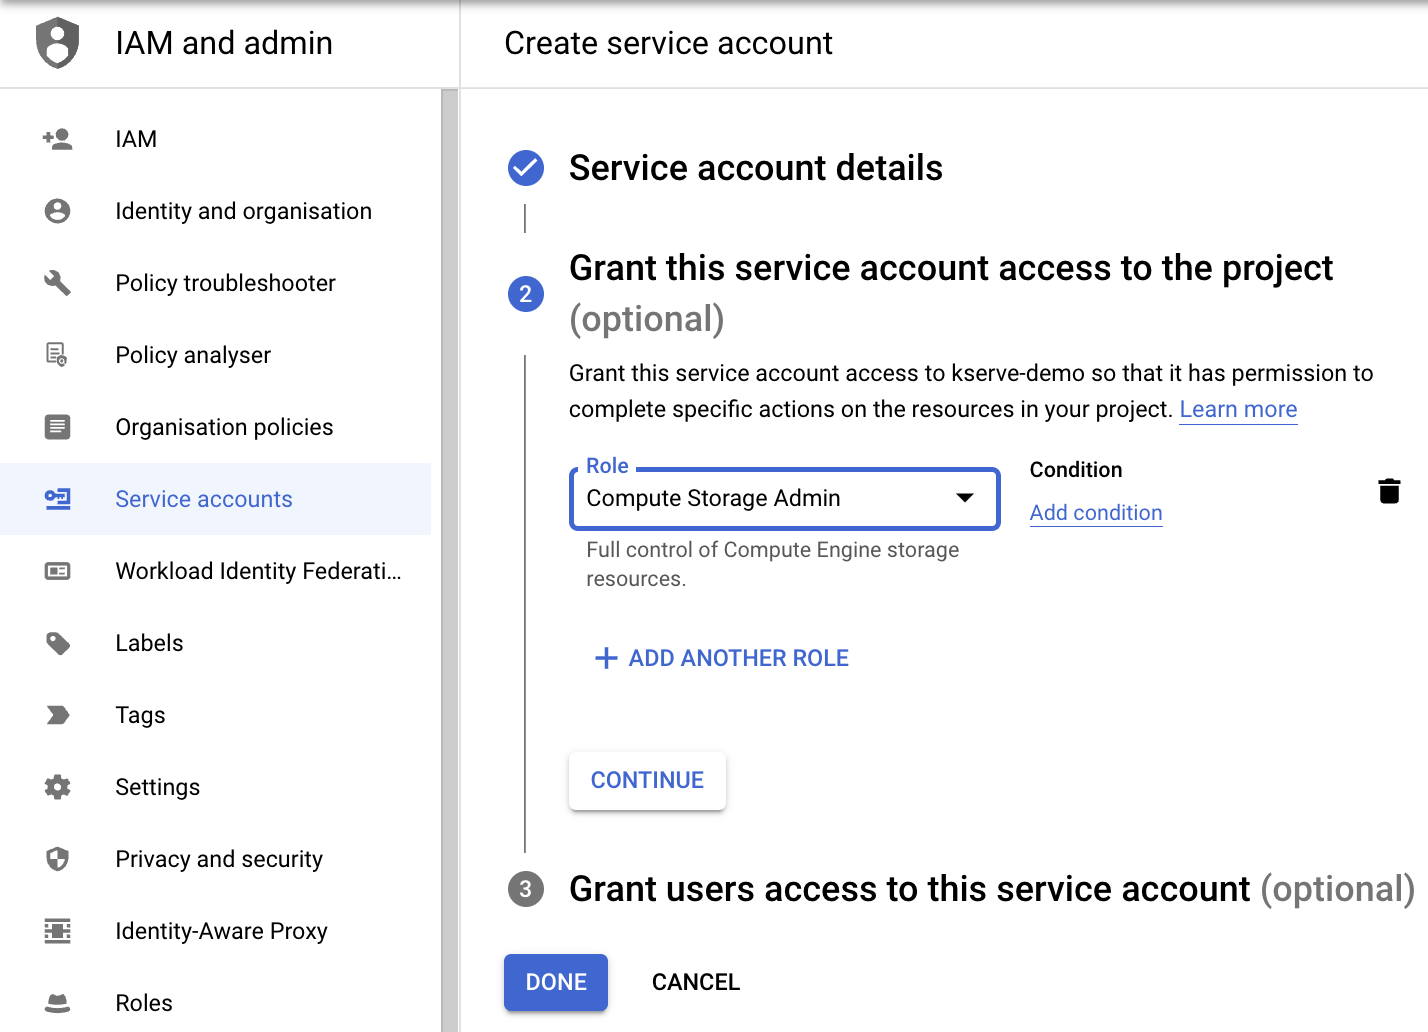 IAM and admin
IAM
Identity and organisation
Policy troubleshooter
Policy analyser
Organisation policies
Service accounts
Workload Identity Federati...
Labels
Tags
Settings
Privacy and security
Identity-Aware Proxy
Roles
Create service account
Service account details
2
Grant this service account access to the project
(optional)
Grant this service account access to kserve-demo so that it has permission to
complete specific actions on the resources in your project. Learn more
Role
Compute Storage Admin
Full control of Compute Engine storage
resources.
Condition
Add condition
ADD ANOTHER ROLE
CONTINUE
3
Grant users access to this service account (optional)
DONE
CANCEL